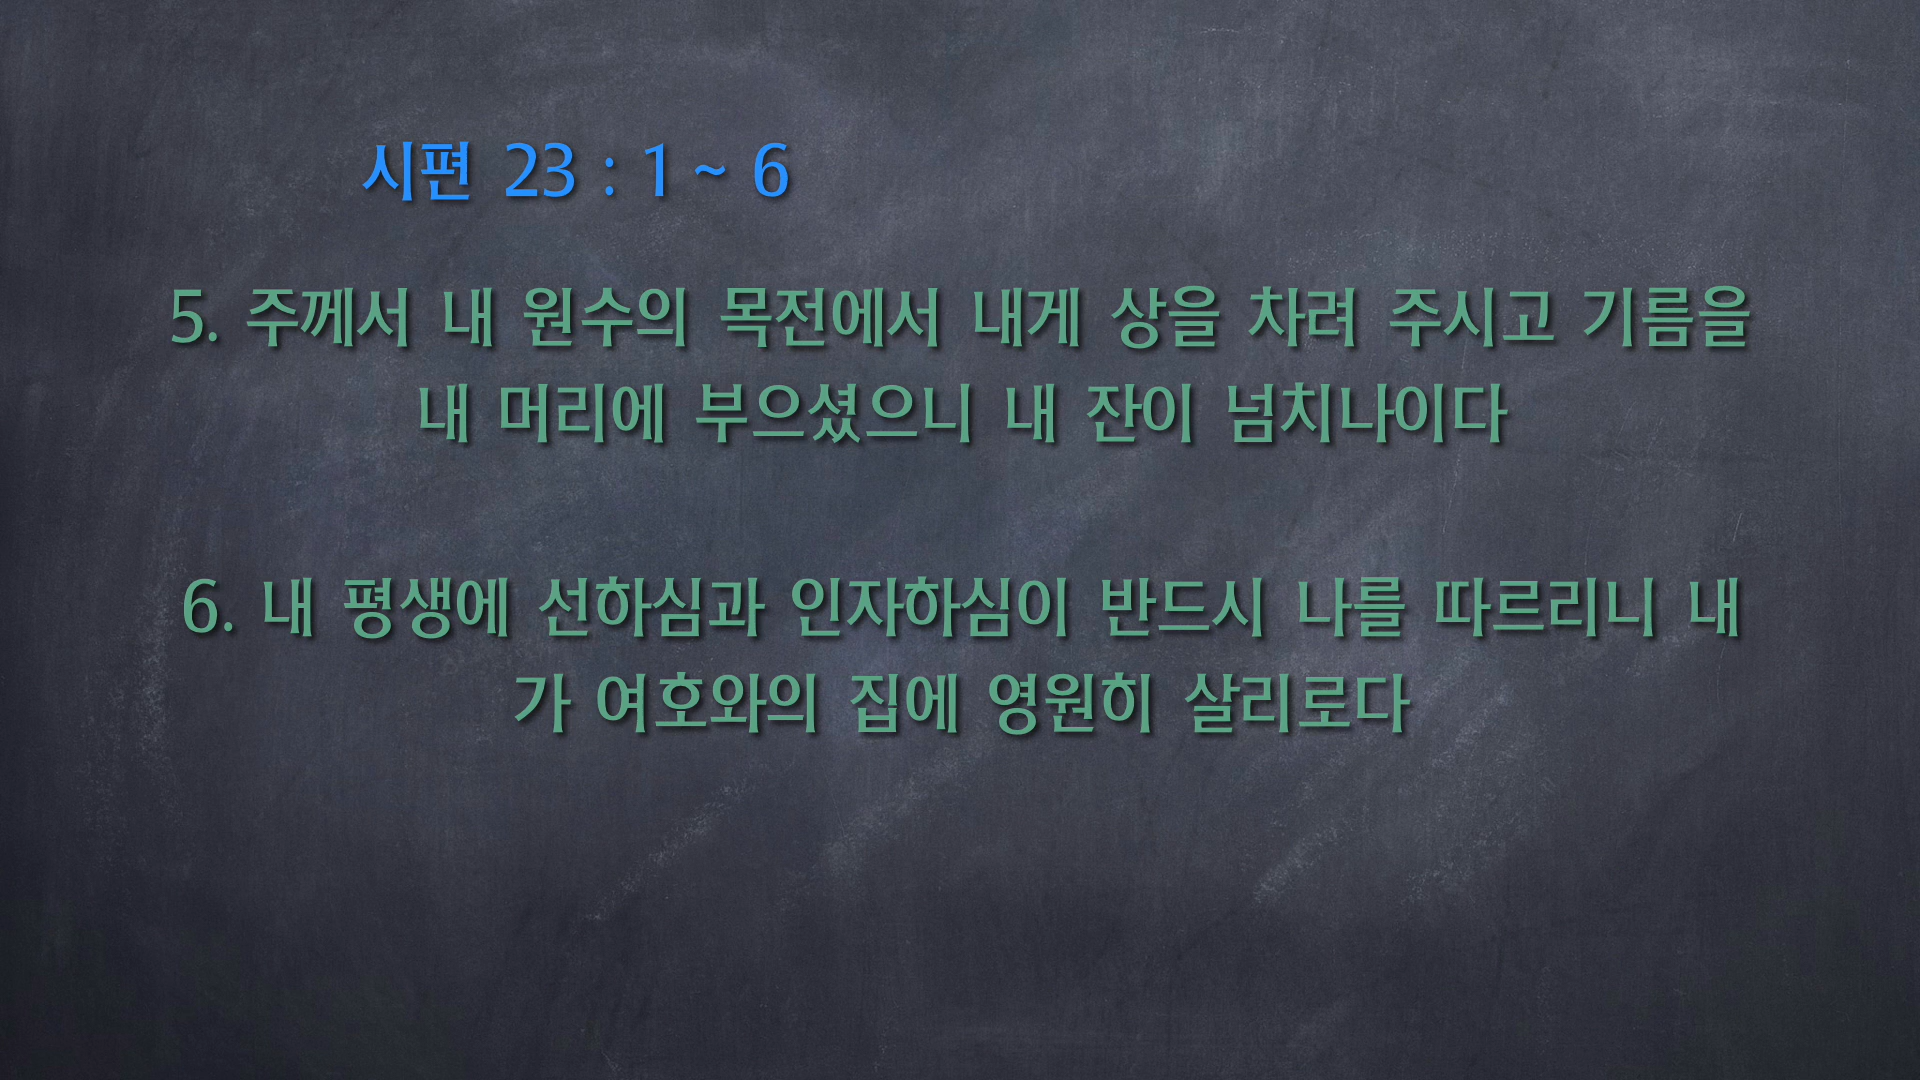 시편 23 : 1 ~ 6
5. 주께서 내 원수의 목전에서 내게 상을 차려 주시고 기름을
내 머리에 부으셨으니 내 잔이 넘치나이다
6. 내 평생에 선하심과 인자하심이 반드시 나를 따르리니 내
가 여호와의 집에 영원히 살리로다